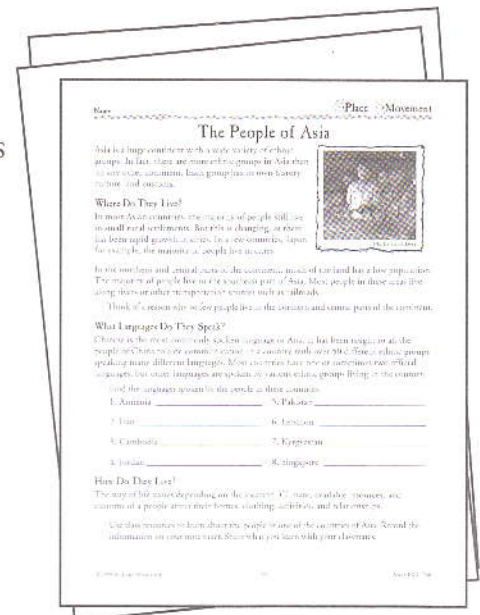 s
Name
Place Movement
The People of Asia
Asia is a huge continent with a wide variety of ethnic
groups. In fact, there are more ethnic groups in Asia than
in any other continent. Each group has its own history
culture, and customs.
Where Do They Live?
In most Asian countries, the majority of people still live
in small rural settlements. But this is changing, as there
has been rapid growth in cities. In a few countries, Japan
for example, the majority of people live in cities.
In the northern and central parts of the continent, much of the land has a low population.
The majority of people live in the southern part of Asia. Most people in these areas live
along rivers or other transportation sources such as railroads.
Think of a reason why so few people live in the northern and central parts of the continent.
What Languages Do They Speak?
Chinese is the most commonly spoken language in Asia. It has been taught to all the
people of China to
in a country with over 50 different ethnic groups
speaking many different languages. Most countries have one or sometimes two official
languages, but other languages are spoken by various ethnic groups living in the country.
Find the languages spoken by the people in these countries.
1. Armenia
5. Pakistan
2. Iran
6. Lebanon
3. Cambodia
7. Kyrgyzstan
4. Jordan
8. Singapore
How Do They Live?
The way of life varies depending on the location. Climate, available resources, and
customs of a people affect their homes, clothing, activities, and relationships.
Use class resources to learn about the people in one of the countries of Asia. Record the
information on your note taker. Share what you learn with your classmates.